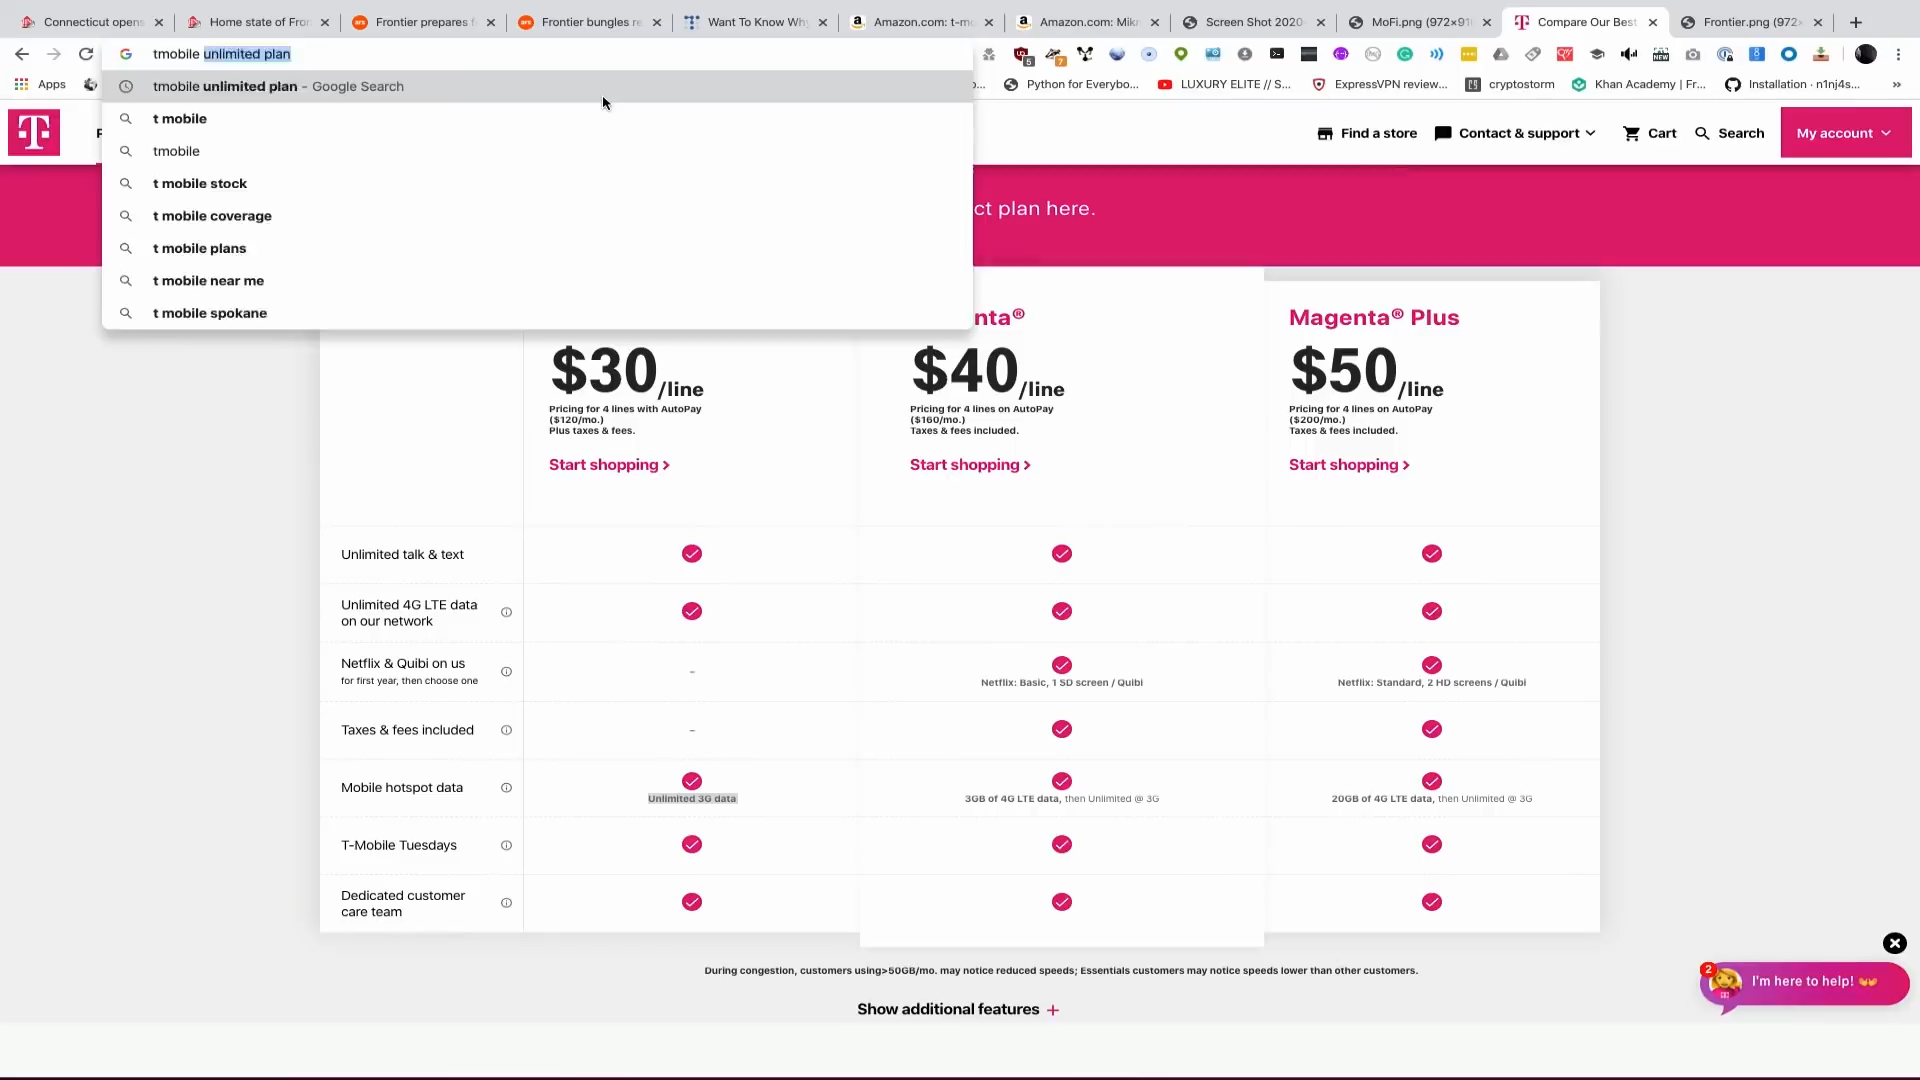 Connecticut opens
Home state of Fron
Frontier prepares f
Frontier bungles re
Want To Know Why
Amazon.com: t-mo
Amazon.com: Mikr
Screen Shot 2020-
MoFi.png (972×91
Compare Our Best
Frontier.png (972×
tmobile unlimited plan
5
7
NEW
Apps
Python for Everybo...
LUXURY ELITE // S...
ExpressVPN review...
cryptostorm
Khan Academy | Fr...
Installation · n1nj4s...
»
tmobile unlimited plan - Google Search
t mobile
tmobile
t mobile stock
t mobile coverage
t mobile plans
t mobile near me
t mobile spokane
T
Find a store
Contact & support
Cart
Search
My account
ct plan here.
nta®
Magenta® Plus
$30/line
$40/line
$50/line
Pricing for 4 lines with AutoPay
($120/mo.)
Plus taxes & fees.
Pricing for 4 lines on AutoPay
($160/mo.)
Taxes & fees included.
Pricing for 4 lines on AutoPay
($200/mo.)
Taxes & fees included.
Start shopping >
Start shopping >
Start shopping >
Unlimited talk & text
Unlimited 4G LTE data
on our network
Netflix & Quibi on us
for first year, then choose one
-
Netflix: Basic, 1 SD screen / Quibi
Netflix: Standard, 2 HD screens / Quibi
Taxes & fees included
-
Mobile hotspot data
Unlimited 3G data
3GB of 4G LTE data, then Unlimited @ 3G
20GB of 4G LTE data, then Unlimited @ 3G
T-Mobile Tuesdays
Dedicated customer
care team
During congestion, customers using>50GB/mo. may notice reduced speeds; Essentials customers may notice speeds lower than other customers.
2
I'm here to help!
Show additional features +